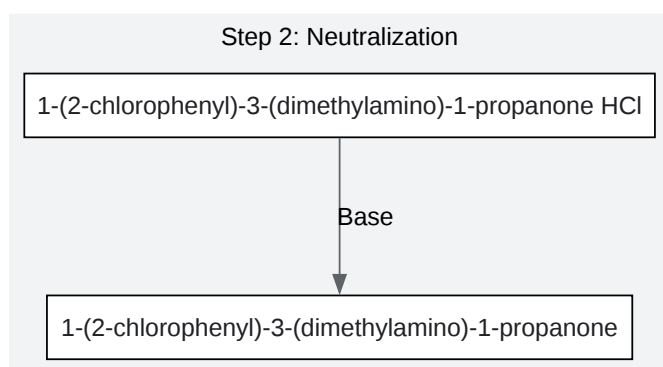 Step 2: Neutralization
1-(2-chlorophenyl)-3-(dimethylamino)-1-propanone HCl
Base
1-(2-chlorophenyl)-3-(dimethylamino)-1-propanone